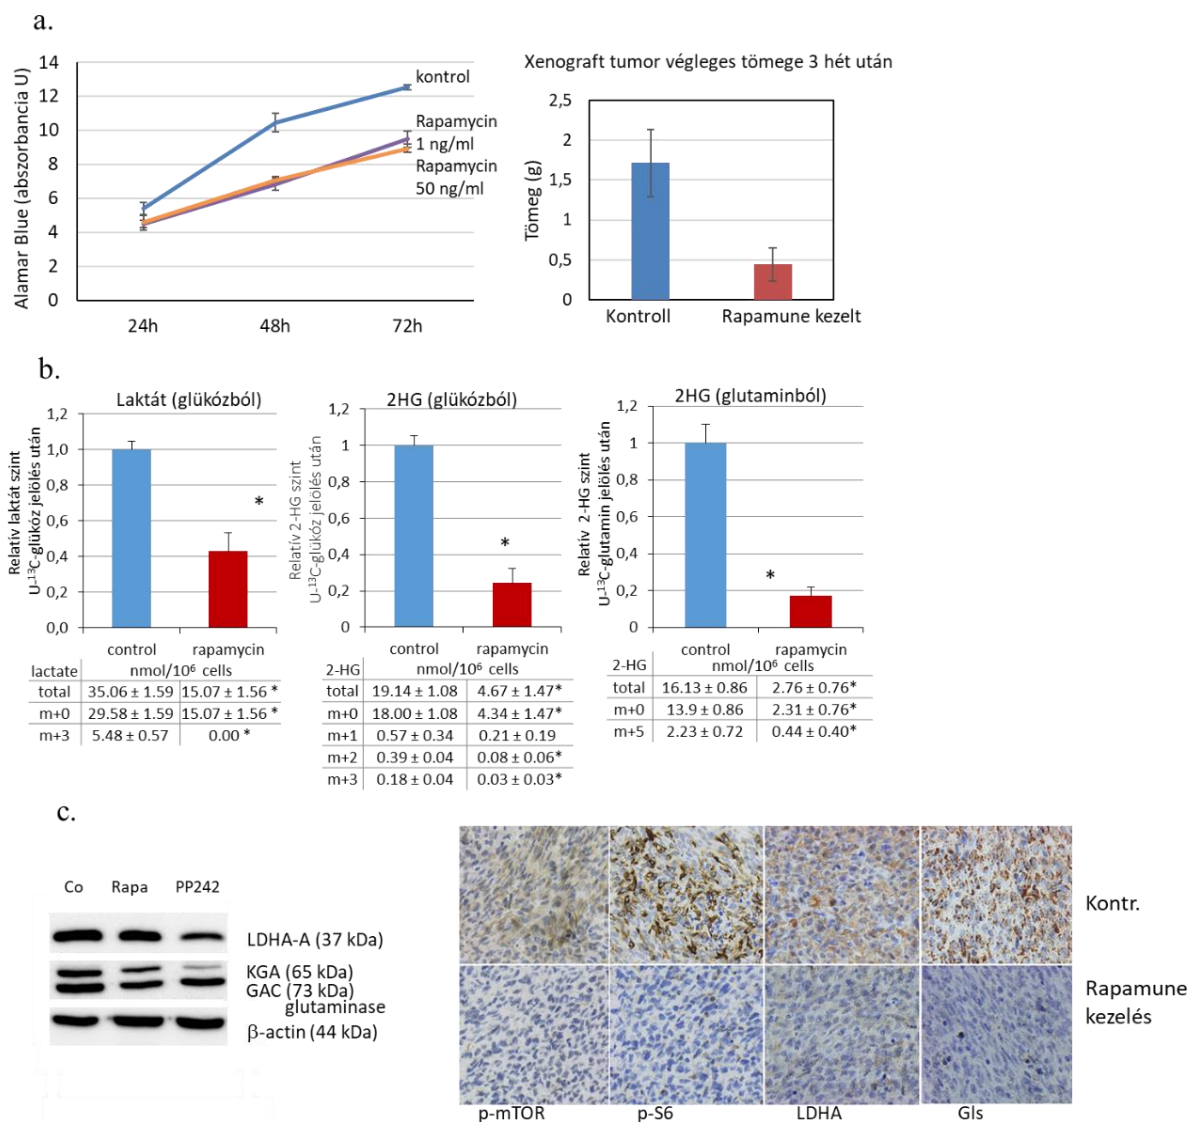 a.
14
12
10
8
6
4
2
0
Alamar Blue (abszorbancia U)
24h
48h
72h
kontrol
Rapamycin
1 ng/ml
Rapamycin
50 ng/ml
Xenograft tumor végleges tömege 3 hét után
2,5
2
1,5
1
0,5
0
Tömeg (g)
Kontroll
Rapamune kezelt
b.
Laktát (glükózból)
1,2
1,0
0,8
0,6
0,4
0,2
0,0
Relatív laktát szint
U-¹³C-glükóz jelölés után
*
control rapamycin
lactate nmol/10⁶ cells
total 35.06 ± 1.59 15.07 ± 1.56 *
m+0 29.58 ± 1.59 15.07 ± 1.56 *
m+3 5.48 ± 0.57 0.00 *
2HG (glükózból)
1,2
1
0,8
0,6
0,4
0,2
0
Relatív 2-HG szint
U-¹³C-glükóz jelölés után
*
control rapamycin
2-HG nmol/10⁶ cells
total 19.14 ± 1.08 4.67 ± 1.47*
m+0 18.00 ± 1.08 4.34 ± 1.47*
m+1 0.57 ± 0.34 0.21 ± 0.19
m+2 0.39 ± 0.04 0.08 ± 0.06*
m+3 0.18 ± 0.04 0.03 ± 0.03*
2HG (glutaminból)
1,2
1
0,8
0,6
0,4
0,2
0
Relatív 2-HG szint
U-¹³C-glutamin jelölés után
*
control rapamycin
2-HG nmol/10⁶ cells
total 16.13 ± 0.86 2.76 ± 0.76*
m+0 13.9 ± 0.86 2.31 ± 0.76*
m+5 2.23 ± 0.72 0.44 ± 0.40*
c.
Co Rapa PP242
LDHA-A (37 kDa)
KGA (65 kDa)
GAC (73 kDa)
glutaminase
β-actin (44 kDa)
Kontr.
Rapamune
kezelés
p-mTOR p-S6 LDHA Gls